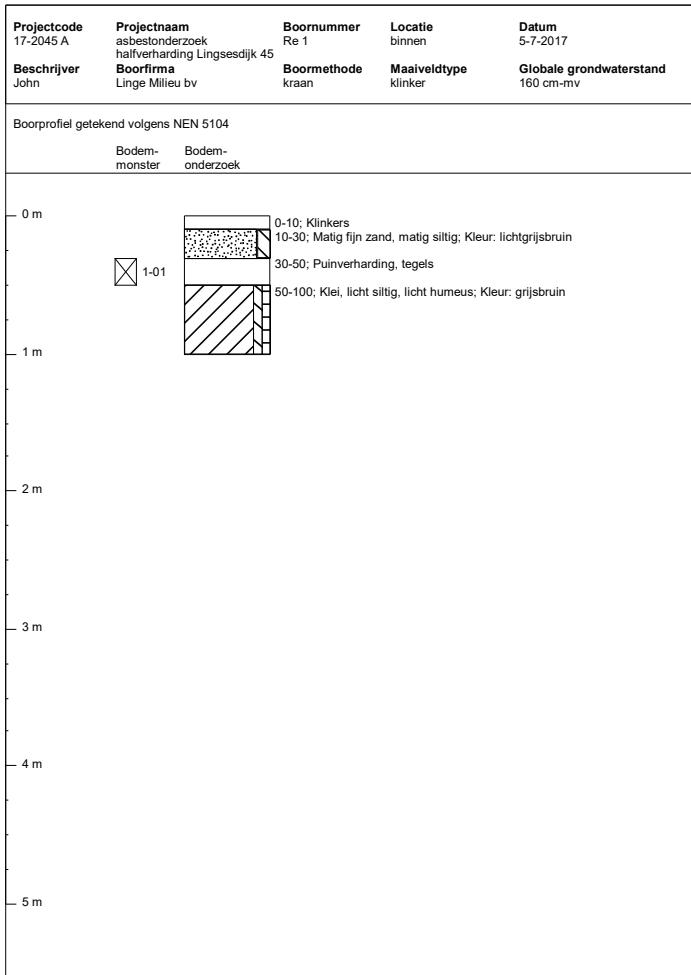 Projectcode Projectnaam Boornummer Locatie Datum
17-2045 A asbestonderzoek Re 1 binnen 5-7-2017
halfverharding Lingsesdijk 45
Beschrijver Boorfirma Boormethode Maaiveldtype Globale grondwaterstand
John Linge Milieu bv kraan klinker 160 cm-mv
Boorprofiel getekend volgens NEN 5104
Bodem- Bodem-
monster onderzoek
0 m
0-10; Klinkers
10-30; Matig fijn zand, matig siltig; Kleur: lichtgrijsbruin
30-50; Puinverharding, tegels
1-01
50-100; Klei, licht siltig, licht humeus; Kleur: grijsbruin
1 m
2 m
3 m
4 m
5 m